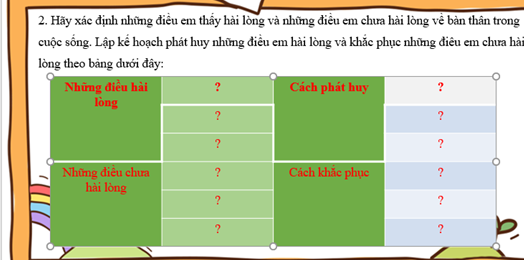 2. Hãy xác định những điều em thấy hài lòng và những điều em chưa hài lòng về bản thân trong
cuộc sống. Lập kế hoạch phát huy những điều em hài lòng và khắc phục những điêu em chưa hài
lòng theo bảng dưới đây:
Những điều hài ? Cách phát huy ?
lòng
? ?
? ?
Những điều chưa ? Cách khắc phục ?
hài lòng
? ?
? ?